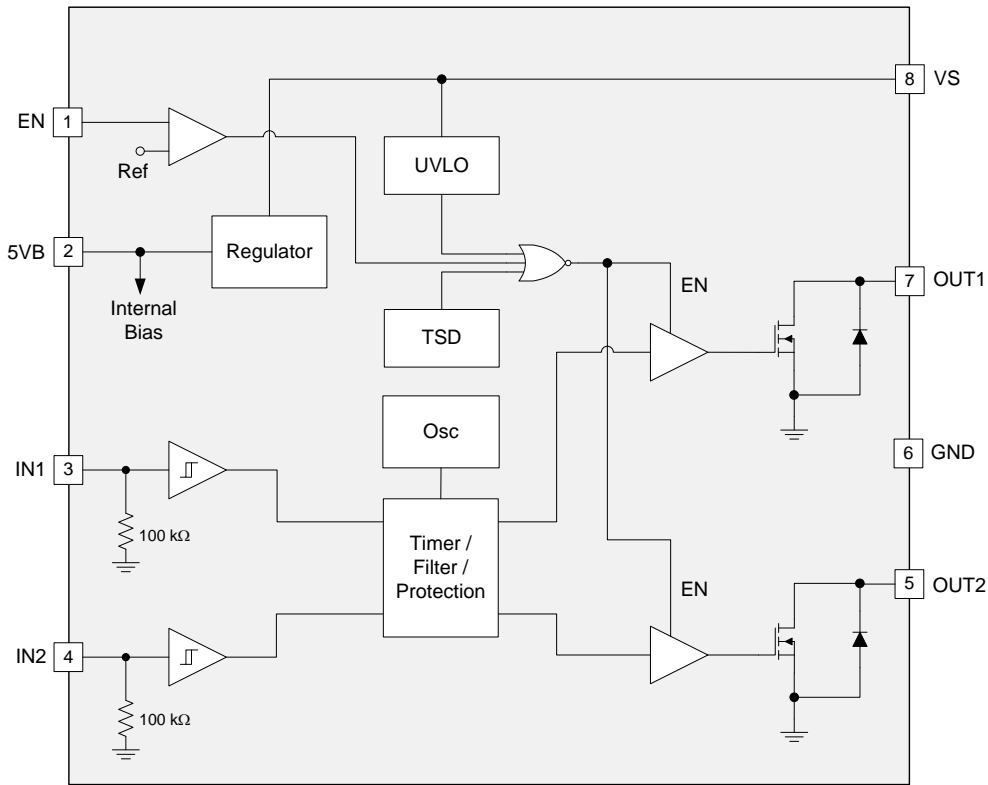 8 VS
EN 1
Ref
UVLO
5VB 2
Regulator
Internal
Bias
EN
7 OUT1
TSD
Osc
IN1 3
6 GND
100 kΩ
Timer /
Filter /
Protection
EN
5 OUT2
IN2 4
100 kΩ